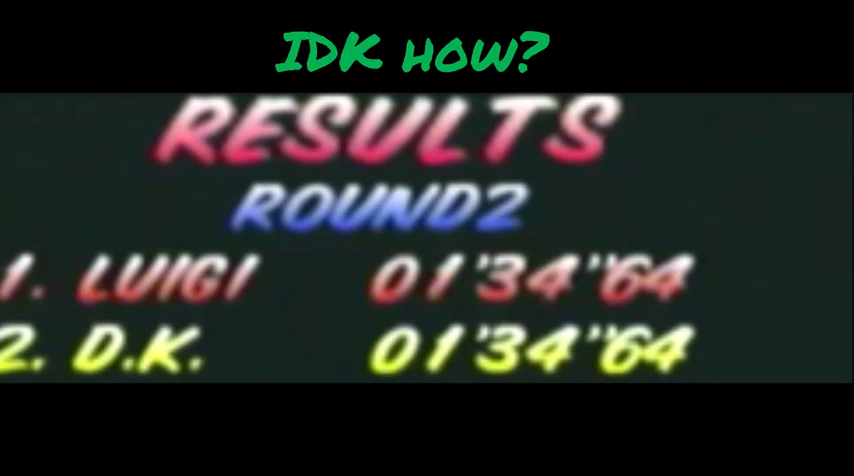 IDK how?
RESULTS
ROUND2
1. LUIGI 01'34"64
2. D.K. 01'34"64